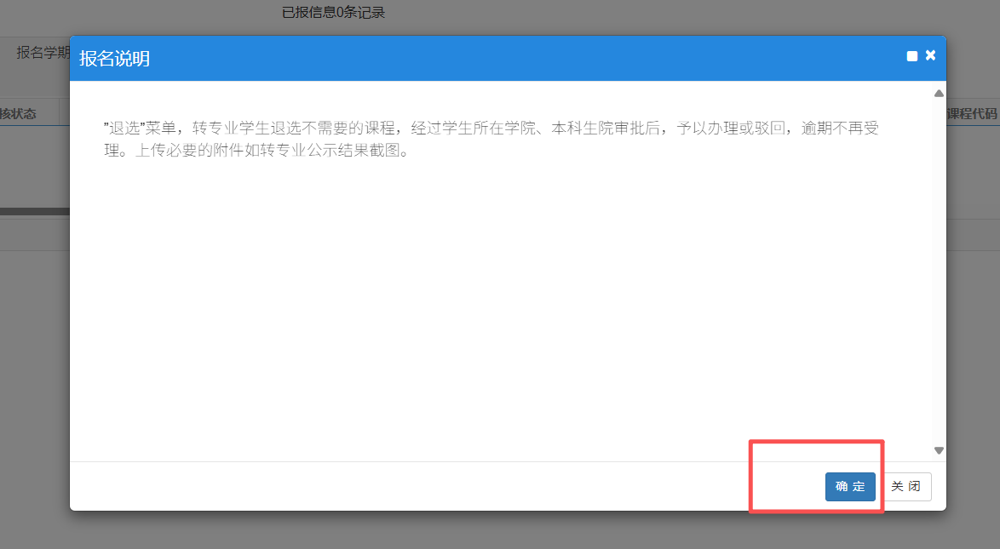 已报信息0条记录
报名学期
报名说明
核状态
课程代码
"退选"菜单，转专业学生退选不需要的课程，经过学生所在学院、本科生院审批后，予以办理或驳回，逾期不再受
理。上传必要的附件如转专业公示结果截图。
确 定
关 闭